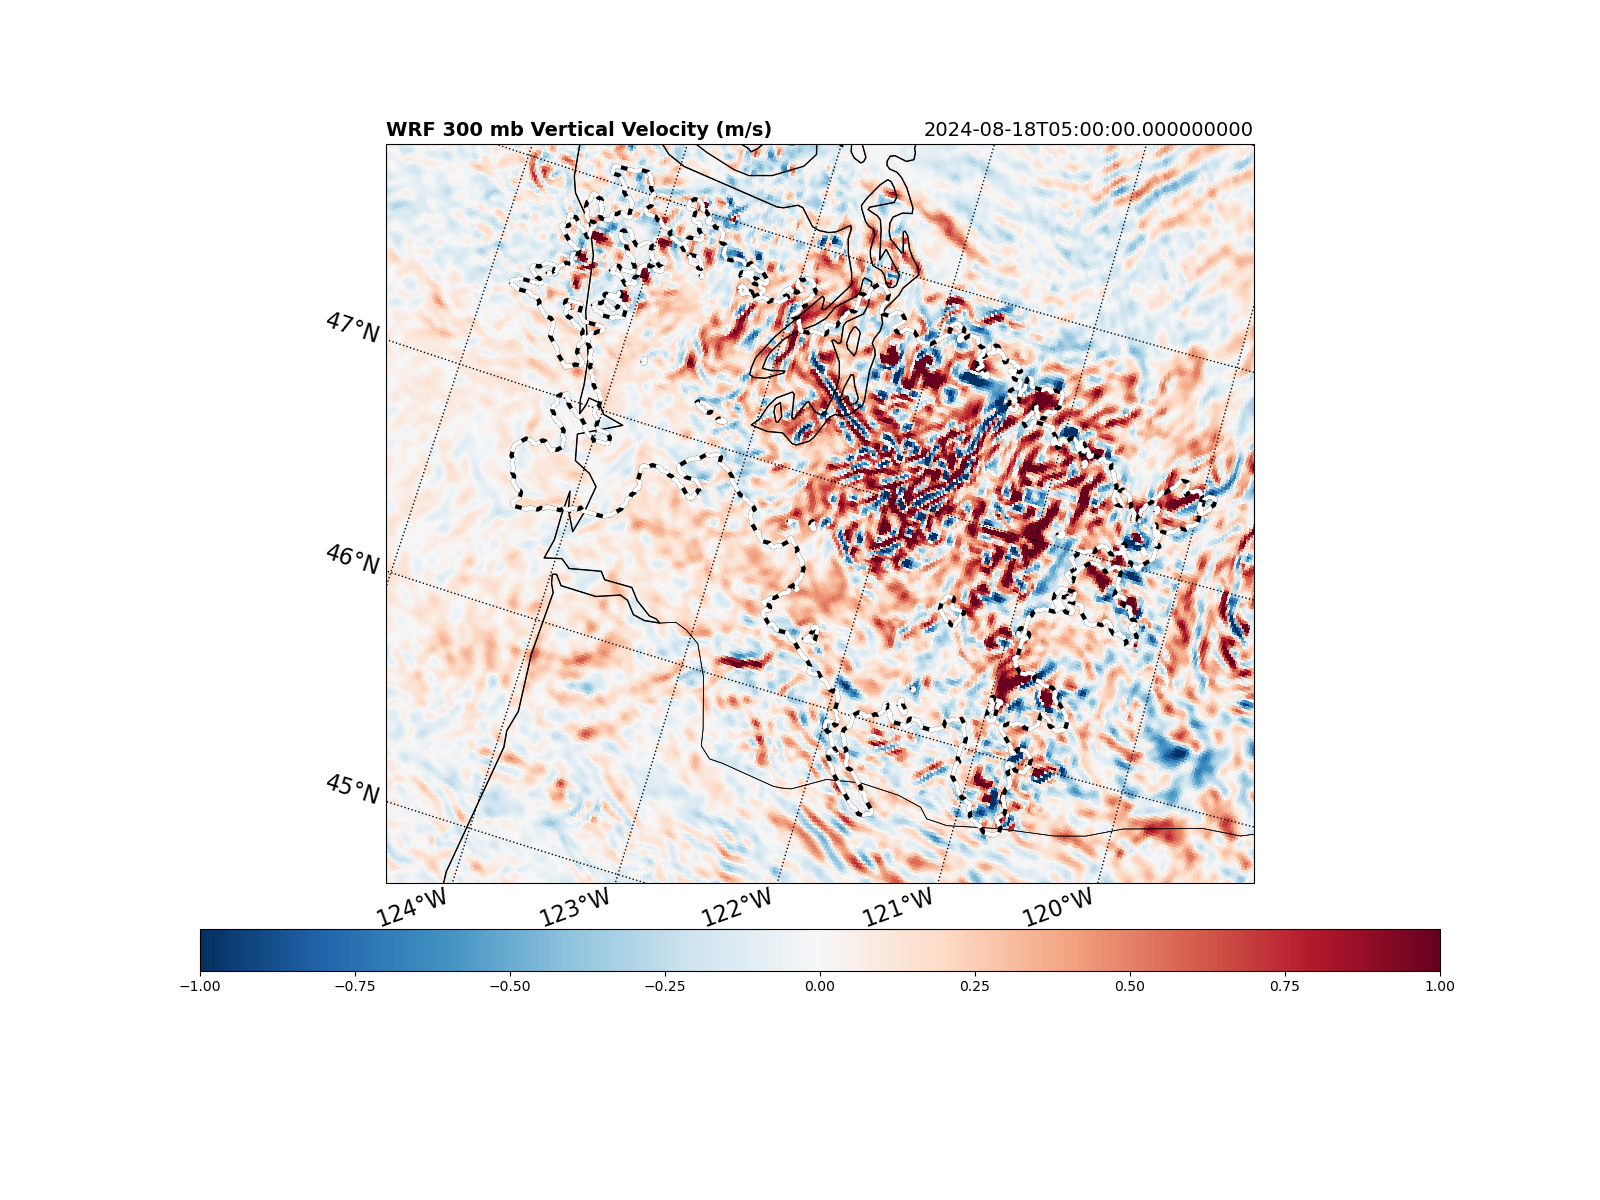 WRF 300 mb Vertical Velocity (m/s) 2024-08-18T05:00:00.000000000
47°N
46°N
45°N
124°W 123°W 122°W 121°W 120°W
−1.00 −0.75 −0.50 −0.25 0.00 0.25 0.50 0.75 1.00